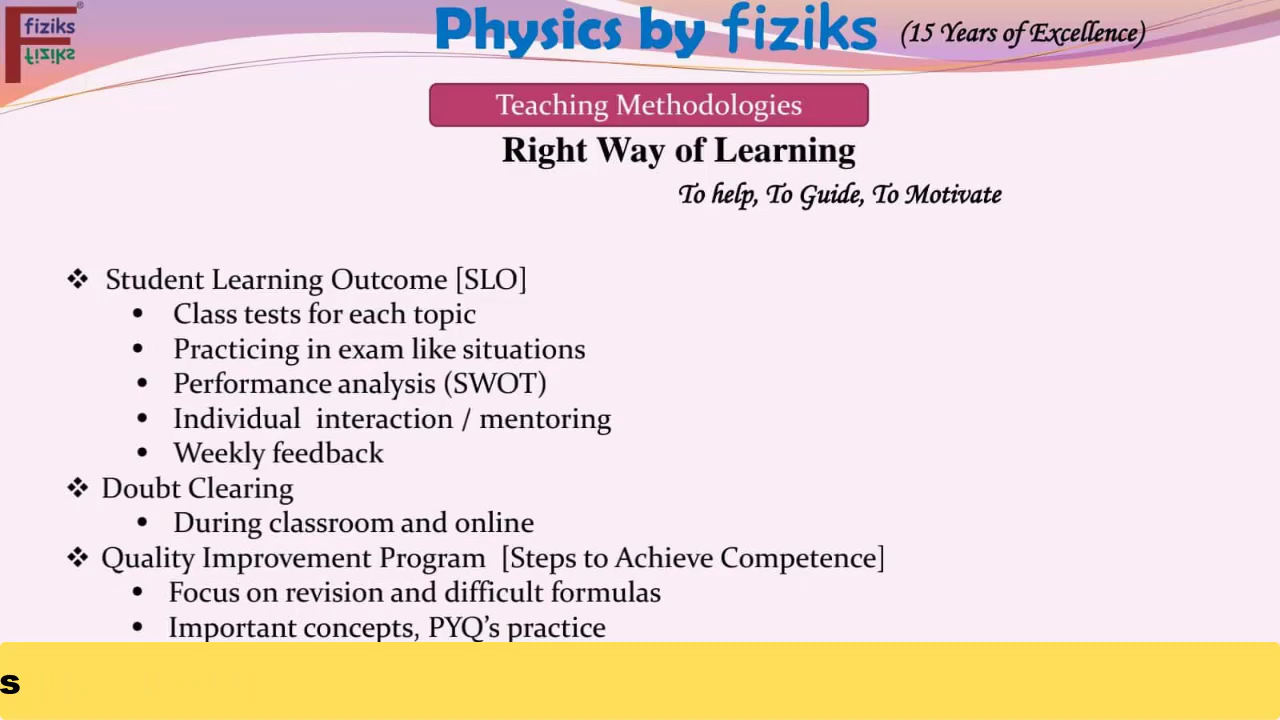 fiziks®
fiziks
Physics by fiziks (15 Years of Excellence)
Teaching Methodologies
Right Way of Learning
To help, To Guide, To Motivate
❖ Student Learning Outcome [SLO]
• Class tests for each topic
• Practicing in exam like situations
• Performance analysis (SWOT)
• Individual interaction / mentoring
• Weekly feedback
❖ Doubt Clearing
• During classroom and online
❖ Quality Improvement Program [Steps to Achieve Competence]
• Focus on revision and difficult formulas
• Important concepts, PYQ's practice
s